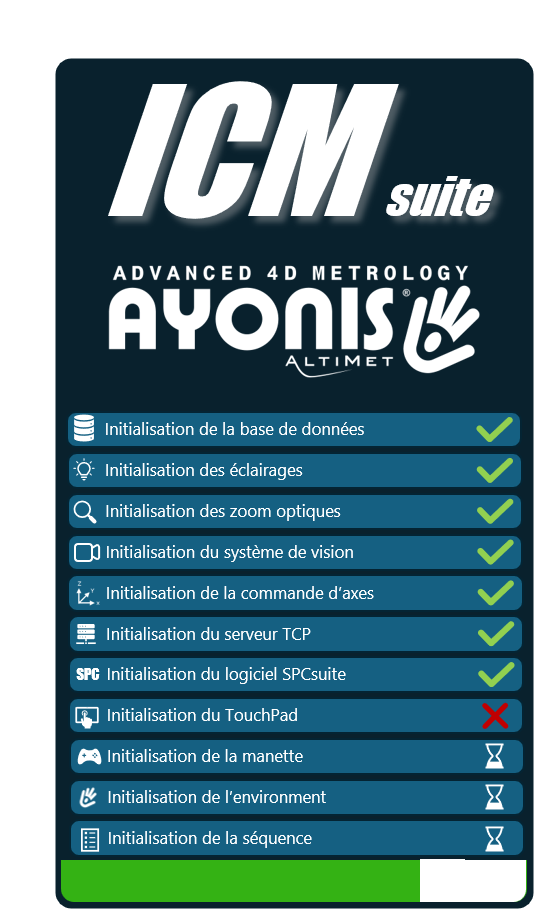 ICM suite
ADVANCED 4D METROLOGY
AYONIS®
ALTIMET
Initialisation de la base de données
Initialisation des éclairages
Initialisation des zoom optiques
Initialisation du système de vision
Z Y X Initialisation de la commande d'axes
Initialisation du serveur TCP
SPC Initialisation du logiciel SPCsuite
Initialisation du TouchPad
Initialisation de la manette
Initialisation de l'environment
Initialisation de la séquence